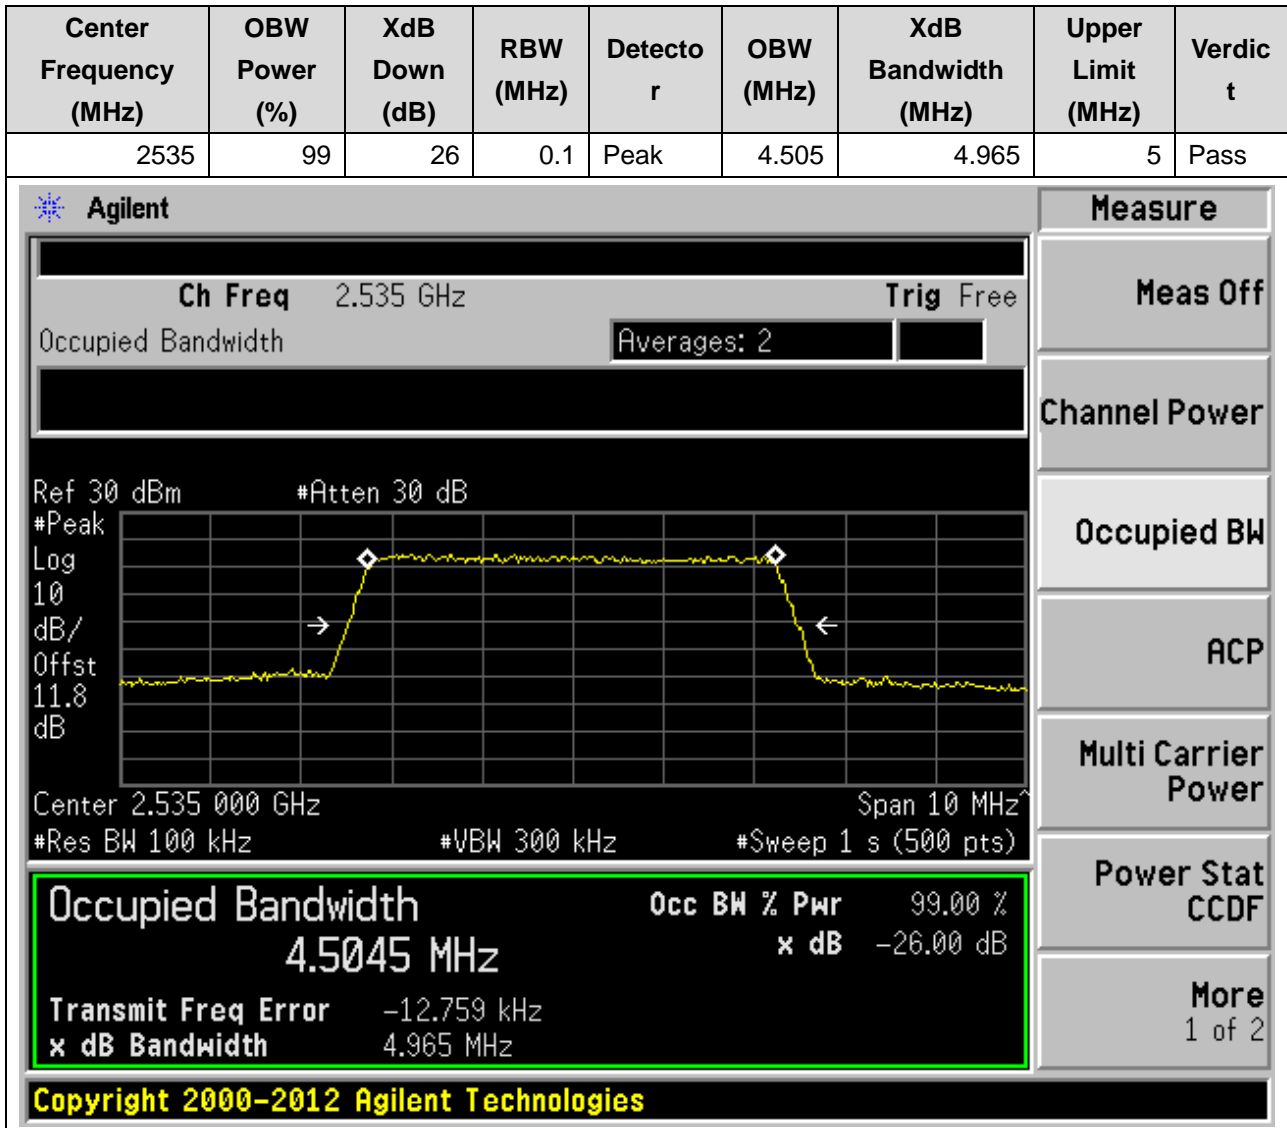 Center Frequency (MHz) OBW Power (%) XdB Down (dB) RBW (MHz) Detecto r OBW (MHz) XdB Bandwidth (MHz) Upper Limit (MHz) Verdic t
2535 99 26 0.1 Peak 4.505 4.965 5 Pass
Agilent
Measure
Ch Freq 2.535 GHz Trig Free
Meas Off
Occupied Bandwidth
Averages: 2
Channel Power
Ref 30 dBm #Atten 30 dB
#Peak
Log
10
dB/
Offst
11.8
dB
Occupied BW
ACP
Multi Carrier
Power
Center 2.535 000 GHz Span 10 MHz^
#Res BW 100 kHz #VBW 300 kHz #Sweep 1 s (500 pts)
Power Stat
CCDF
Occupied Bandwidth Occ BW % Pwr 99.00 %
4.5045 MHz x dB -26.00 dB
Transmit Freq Error -12.759 kHz
x dB Bandwidth 4.965 MHz
More
1 of 2
Copyright 2000-2012 Agilent Technologies